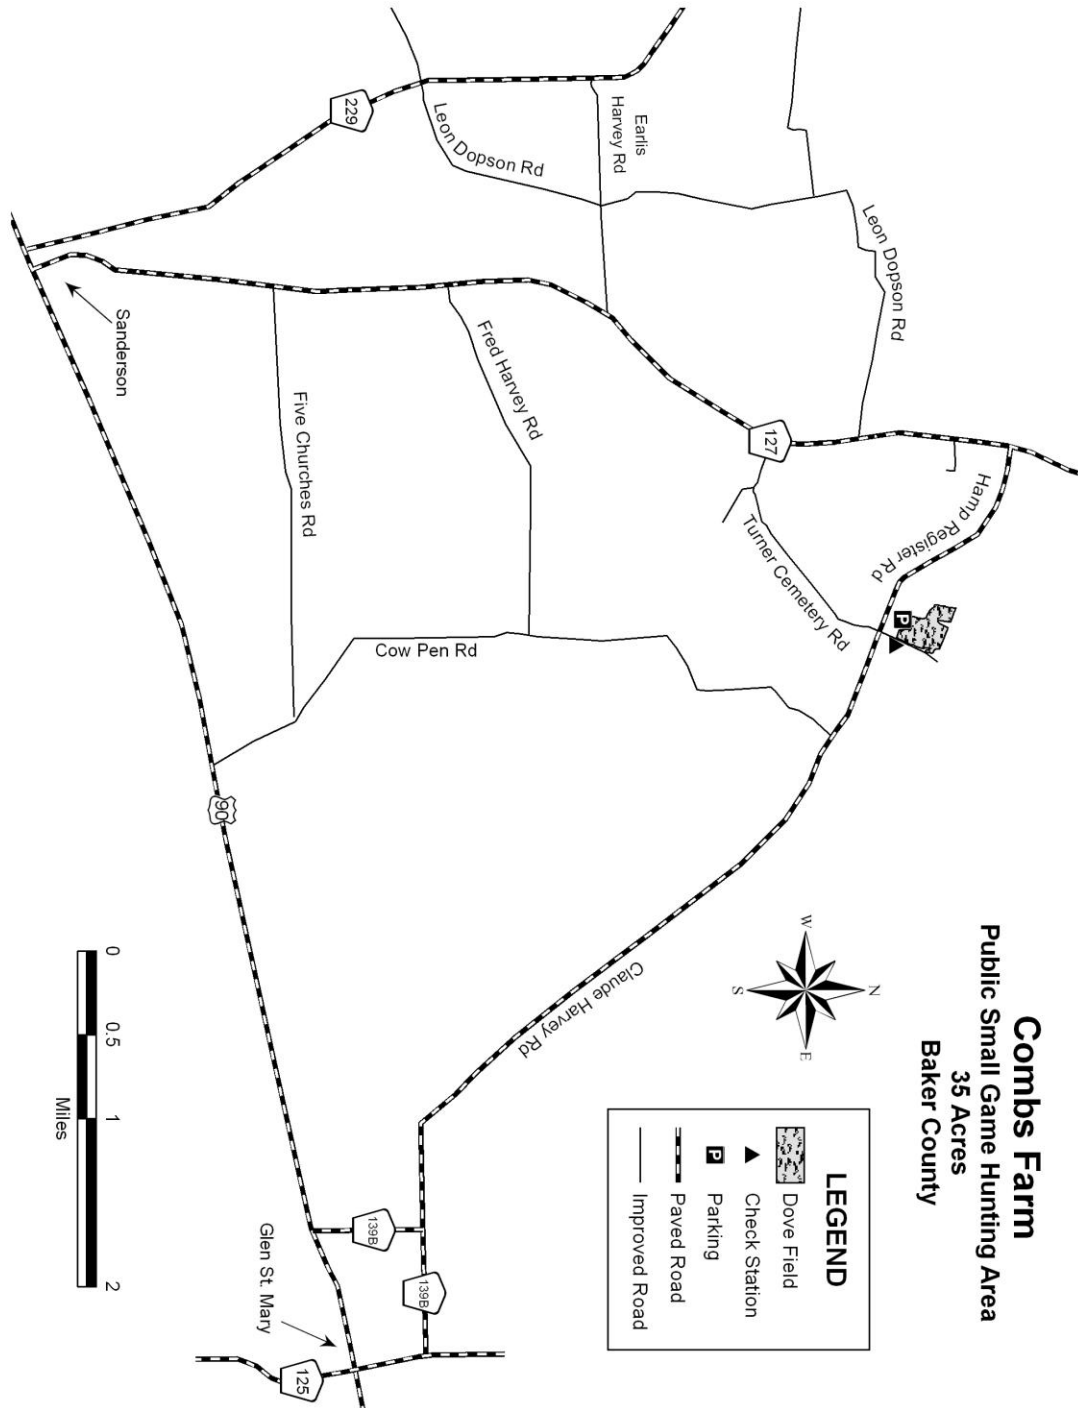 Combs Farm
Public Small Game Hunting Area
35 Acres
Baker County
N
W
E
S
LEGEND
Dove Field
Check Station
P
Parking
Paved Road
Improved Road
Hamp Register Rd
P
Leon Dopson Rd
127
Turner Cemetery Rd
Earlis
Harvey Rd
Claude Harvey Rd
Leon Dopson Rd
Fred Harvey Rd
Cow Pen Rd
139B
139B
229
Five Churches Rd
125
Glen St. Mary
90
Sanderson
0
0.5
1
2
Miles